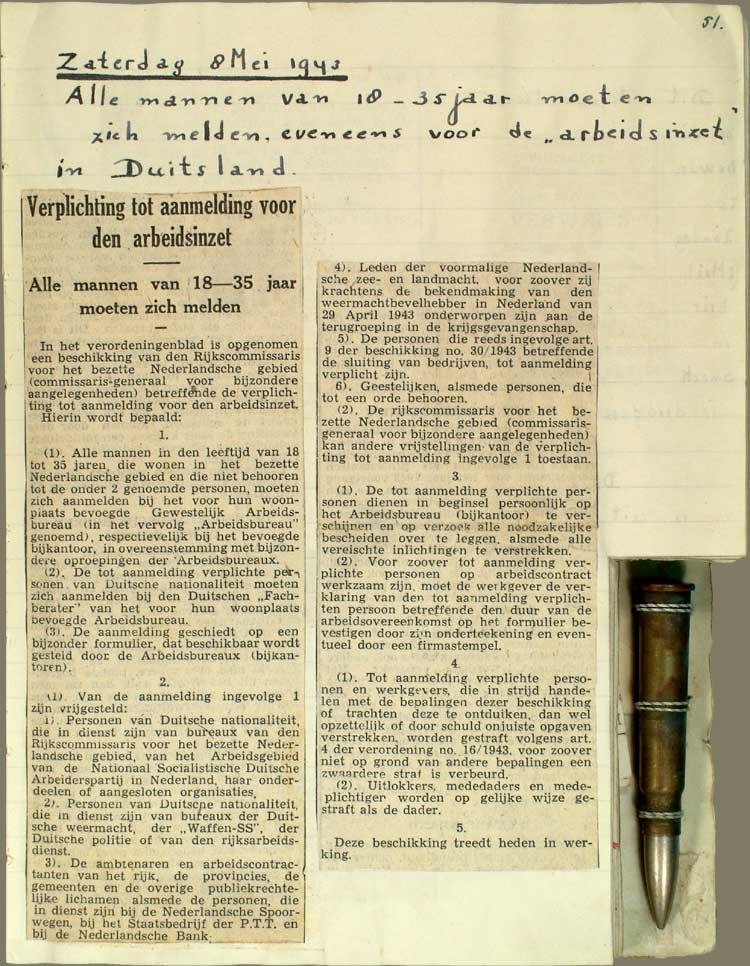 51.
Zaterdag 8 Mei 1943
Alle mannen van 18 - 35 jaar moeten
zich melden, eveneens voor de „arbeidsinzet"
in Duitsland.
Verplichting tot aanmelding voor
den arbeidsinzet
Alle mannen van 18—35 jaar
moeten zich melden
In het verordeningenblad is opgenomen
een beschikking van den Rijkscommissaris
voor het bezette Nederlandsche gebied
(commissaris-generaal voor bijzondere
aangelegenheden) betreffende de verplich-
ting tot aanmelding voor den arbeidsinzet.
Hierin wordt bepaald:
1.
(1). Alle mannen in den leeftijd van 18
tot 35 jaren, die wonen in het bezette
Nederlandsche gebied en die niet behooren
tot de onder 2 genoemde personen, moeten
zich aanmelden bij het voor hun woon-
plaats bevoegde Gewestelijk Arbeids-
bureau (in het vervolg „Arbeidsbureau"
genoemd), respectievelijk bij het bevoegde
bijkantoor, in overeenstemming met bijzon-
dere oproepingen der Arbeidsbureaux.
(2). De tot aanmelding verplichte per-
sonen van Duitsche nationaliteit moeten
zich aanmelden bij den Duitschen „Fach-
berater" van het voor hun woonplaats
bevoegde Arbeidsbureau.
(3). De aanmelding geschiedt op een
bijzonder formulier, dat beschikbaar wordt
gesteld door de Arbeidsbureaux (bijkan-
toren).
2.
(1). Van de aanmelding ingevolge 1
zijn vrijgesteld:
1). Personen van Duitsche nationaliteit,
die in dienst zijn van bureaux van den
Rijkscommissaris voor het bezette Neder-
landsche gebied, van het Arbeidsgebied
van de Nationaal Socialistische Duitsche
Arbeiderspartij in Nederland, haar onder-
deelen of aangesloten organisaties.
2). Personen van Duitsche nationaliteit,
die in dienst zijn van bureaux der Duit-
sche weermacht, der „Waffen-SS", der
Duitsche politie of van den rijksarbeids-
dienst.
3). De ambtenaren en arbeidscontrac-
tanten van het rijk, de provincies, de
gemeenten en de overige publiekrechte-
lijke lichamen alsmede de personen, die
in dienst zijn bij de Nederlandsche Spoor-
wegen, bij het Staatsbedrijf der P.T.T. en
bij de Nederlandsche Bank.
4). Leden der voormalige Nederland-
sche zee- en landmacht, voor zoover zij
krachtens de bekendmaking van den
weermachtbevelhebber in Nederland van
29 April 1943 onderworpen zijn aan de
terugroeping in de krijgsgevangenschap.
5). De personen die reeds ingevolge art.
9 der beschikking no. 30/1943 betreffende
de sluiting van bedrijven, tot aanmelding
verplicht zijn.
6). Geestelijken, alsmede personen, die
tot een orde behooren.
(2). De rijkscommissaris voor het be-
zette Nederlandsche gebied (commissaris-
generaal voor bijzondere aangelegenheden)
kan andere vrijstellingen van de verplich-
ting tot aanmelding ingevolge 1 toestaan.
3.
(1). De tot aanmelding verplichte per-
sonen dienen in beginsel persoonlijk op
het Arbeidsbureau (bijkantoor) te ver-
schijnen en op verzoek alle noodzakelijke
bescheiden over te leggen, alsmede alle
vereischte inlichtingen te verstrekken.
(2). Voor zoover tot aanmelding ver-
plichte personen op arbeidscontract
werkzaam zijn, moet de werkgever de ver-
klaring van den tot aanmelding verplich-
ten persoon betreffende den duur van de
arbeidsovereenkomst op het formulier be-
vestigen door zijn onderteekening en even-
tueel door een firmastempel.
4.
(1). Tot aanmelding verplichte perso-
nen en werkgevers, die in strijd hande-
len met de bepalingen dezer beschikking
of trachten deze te ontduiken, dan wel
opzettelijk of door schuld onjuiste opgaven
verstrekken, worden gestraft volgens art.
4 der verordening no. 16/1943, voor zoover
niet op grond van andere bepalingen een
zwaardere straf is verbeurd.
(2). Uitlokkers, mededaders en mede-
plichtiger worden op gelijke wijze ge-
straft als de dader.
5.
Deze beschikking treedt heden in wer-
king.